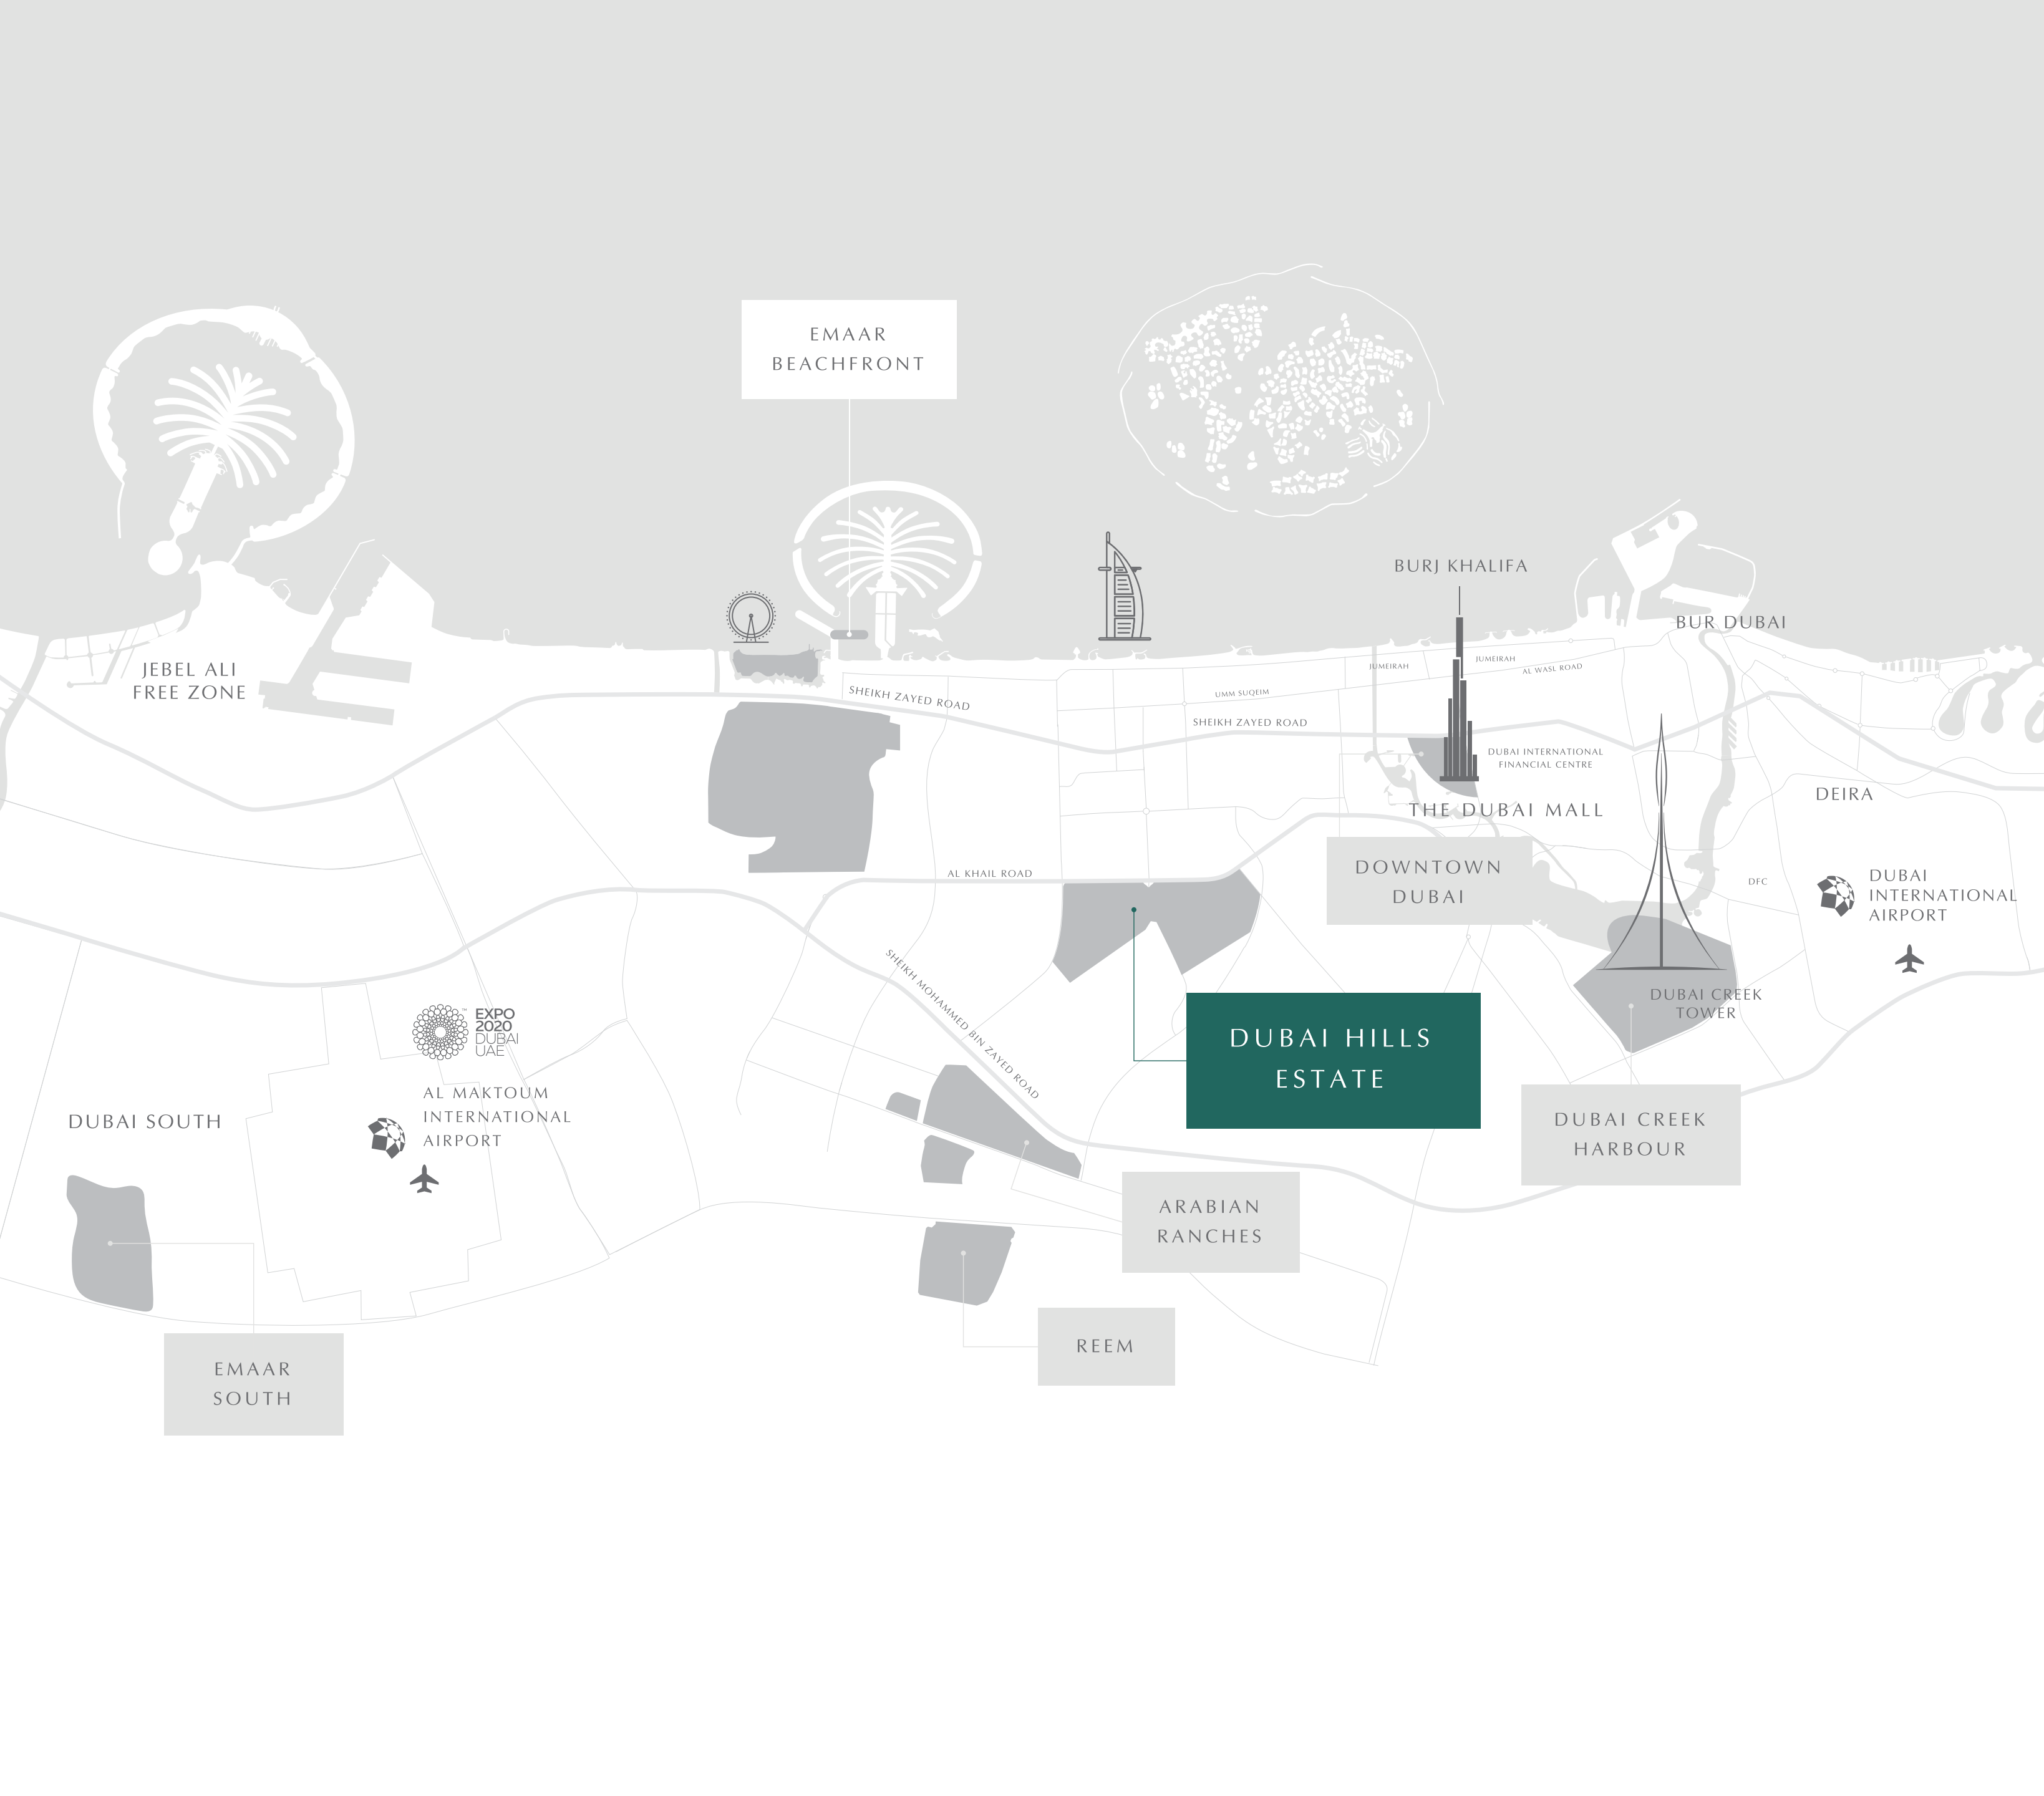 EMAAR
BEACHFRONT
BURJ KHALIFA
BUR DUBAI
JEBEL ALI
FREE ZONE
JUMEIRAH
JUMEIRAH
AL WASL ROAD
SHEIKH ZAYED ROAD
UMM SUQEIM
SHEIKH ZAYED ROAD
DUBAI INTERNATIONAL
FINANCIAL CENTRE
THE DUBAI MALL
DEIRA
DOWNTOWN
DUBAI
AL KHAIL ROAD
DFC
DUBAI
INTERNATIONAL
AIRPORT
SHEIKH MOHAMMED BIN ZAYED ROAD
DUBAI CREEK
TOWER
EXPO
2020
DUBAI
UAE
TM
DUBAI HILLS
ESTATE
AL MAKTOUM
INTERNATIONAL
AIRPORT
DUBAI SOUTH
DUBAI CREEK
HARBOUR
ARABIAN
RANCHES
REEM
EMAAR
SOUTH